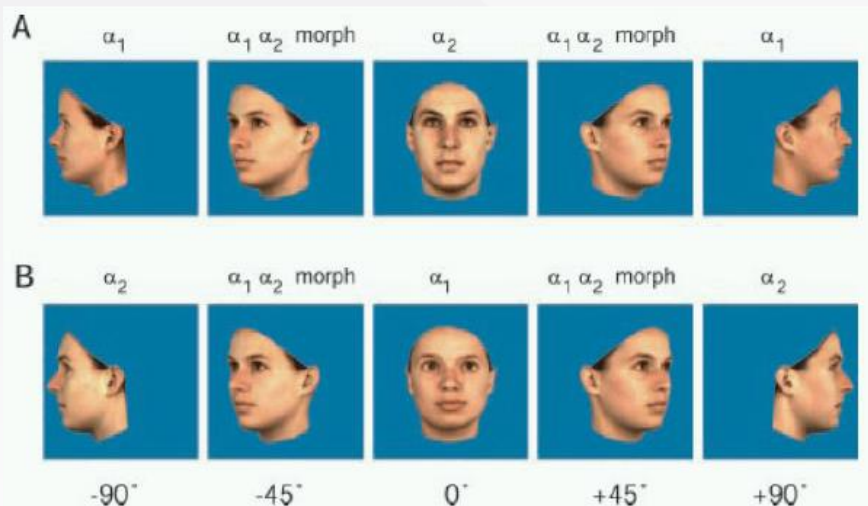 A
α₁ α₁ α₂ morph α₂ α₁ α₂ morph α₁
B
α₂ α₁ α₂ morph α₁ α₁ α₂ morph α₂
-90° -45° 0° +45° +90°